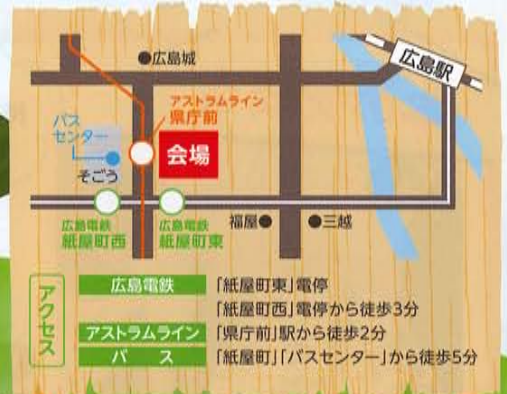 広島城
広島駅
アストラムライン
県庁前
バス
センター
会場
そごう
広島電鉄
紙屋町西
広島電鉄
紙屋町東
福屋
三越
アクセス
広島電鉄 「紙屋町東」電停
「紙屋町西」電停から徒歩3分
アストラムライン 「県庁前」駅から徒歩2分
バス 「紙屋町」「バスセンター」から徒歩5分